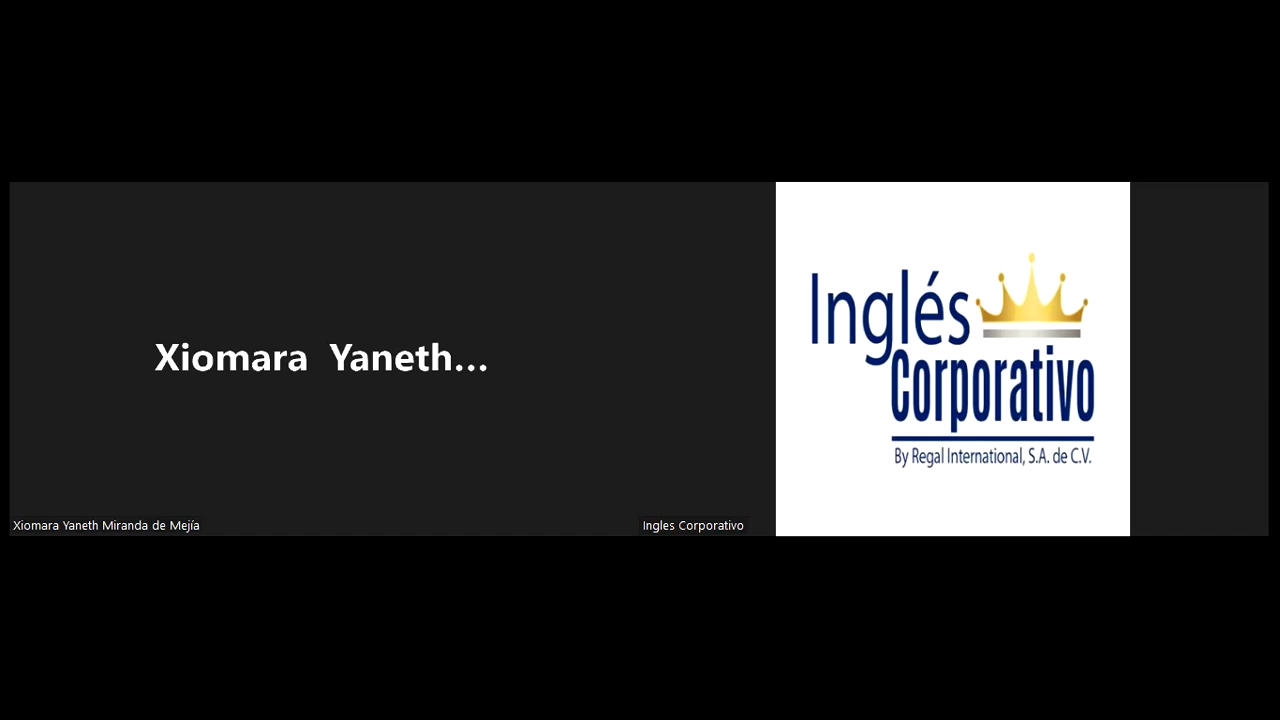 Xiomara Yaneth...
Xiomara Yaneth Miranda de Mejía
Inglés
Corporativo
By Regal International, S.A. de C.V.
Ingles Corporativo